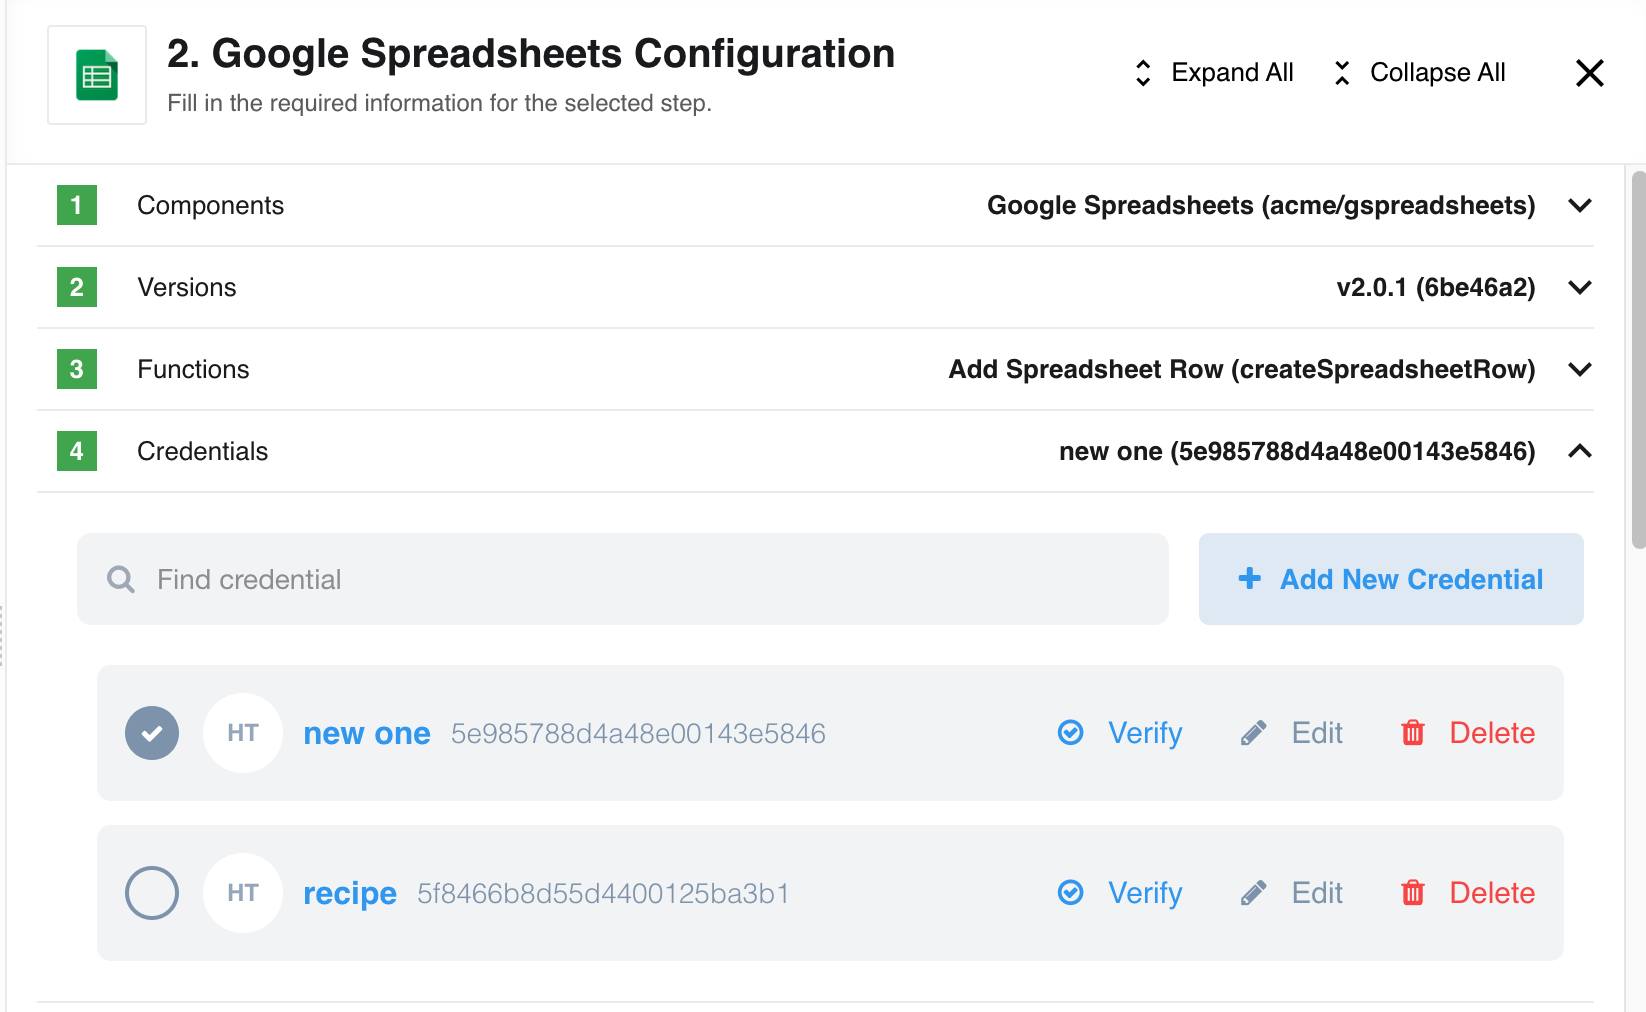 2. Google Spreadsheets Configuration
Fill in the required information for the selected step.
Expand All
Collapse All
1 Components Google Spreadsheets (acme/gspreadsheets)
2 Versions v2.0.1 (6be46a2)
3 Functions Add Spreadsheet Row (createSpreadsheetRow)
4 Credentials new one (5e985788d4a48e00143e5846)
Find credential
+ Add New Credential
HT new one 5e985788d4a48e00143e5846 Verify Edit Delete
HT recipe 5f8466b8d55d4400125ba3b1 Verify Edit Delete